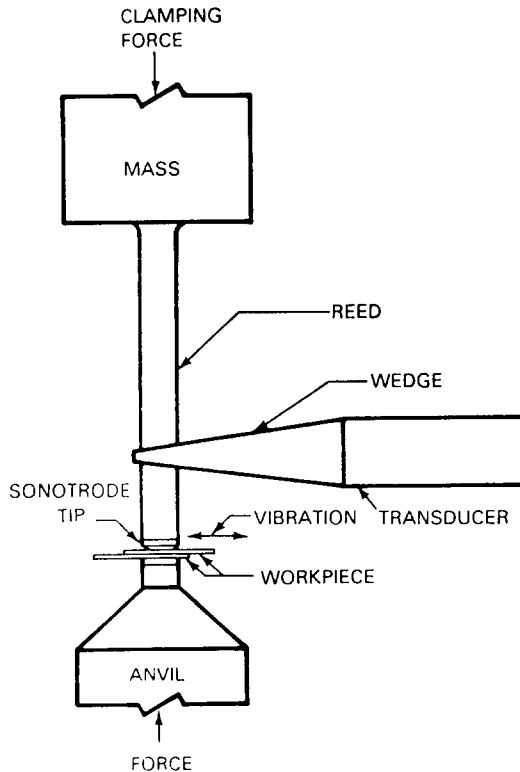 CLAMPING
FORCE
MASS
REED
WEDGE
SONOTRODE
TIP
VIBRATION
TRANSDUCER
WORKPIECE
ANVIL
FORCE